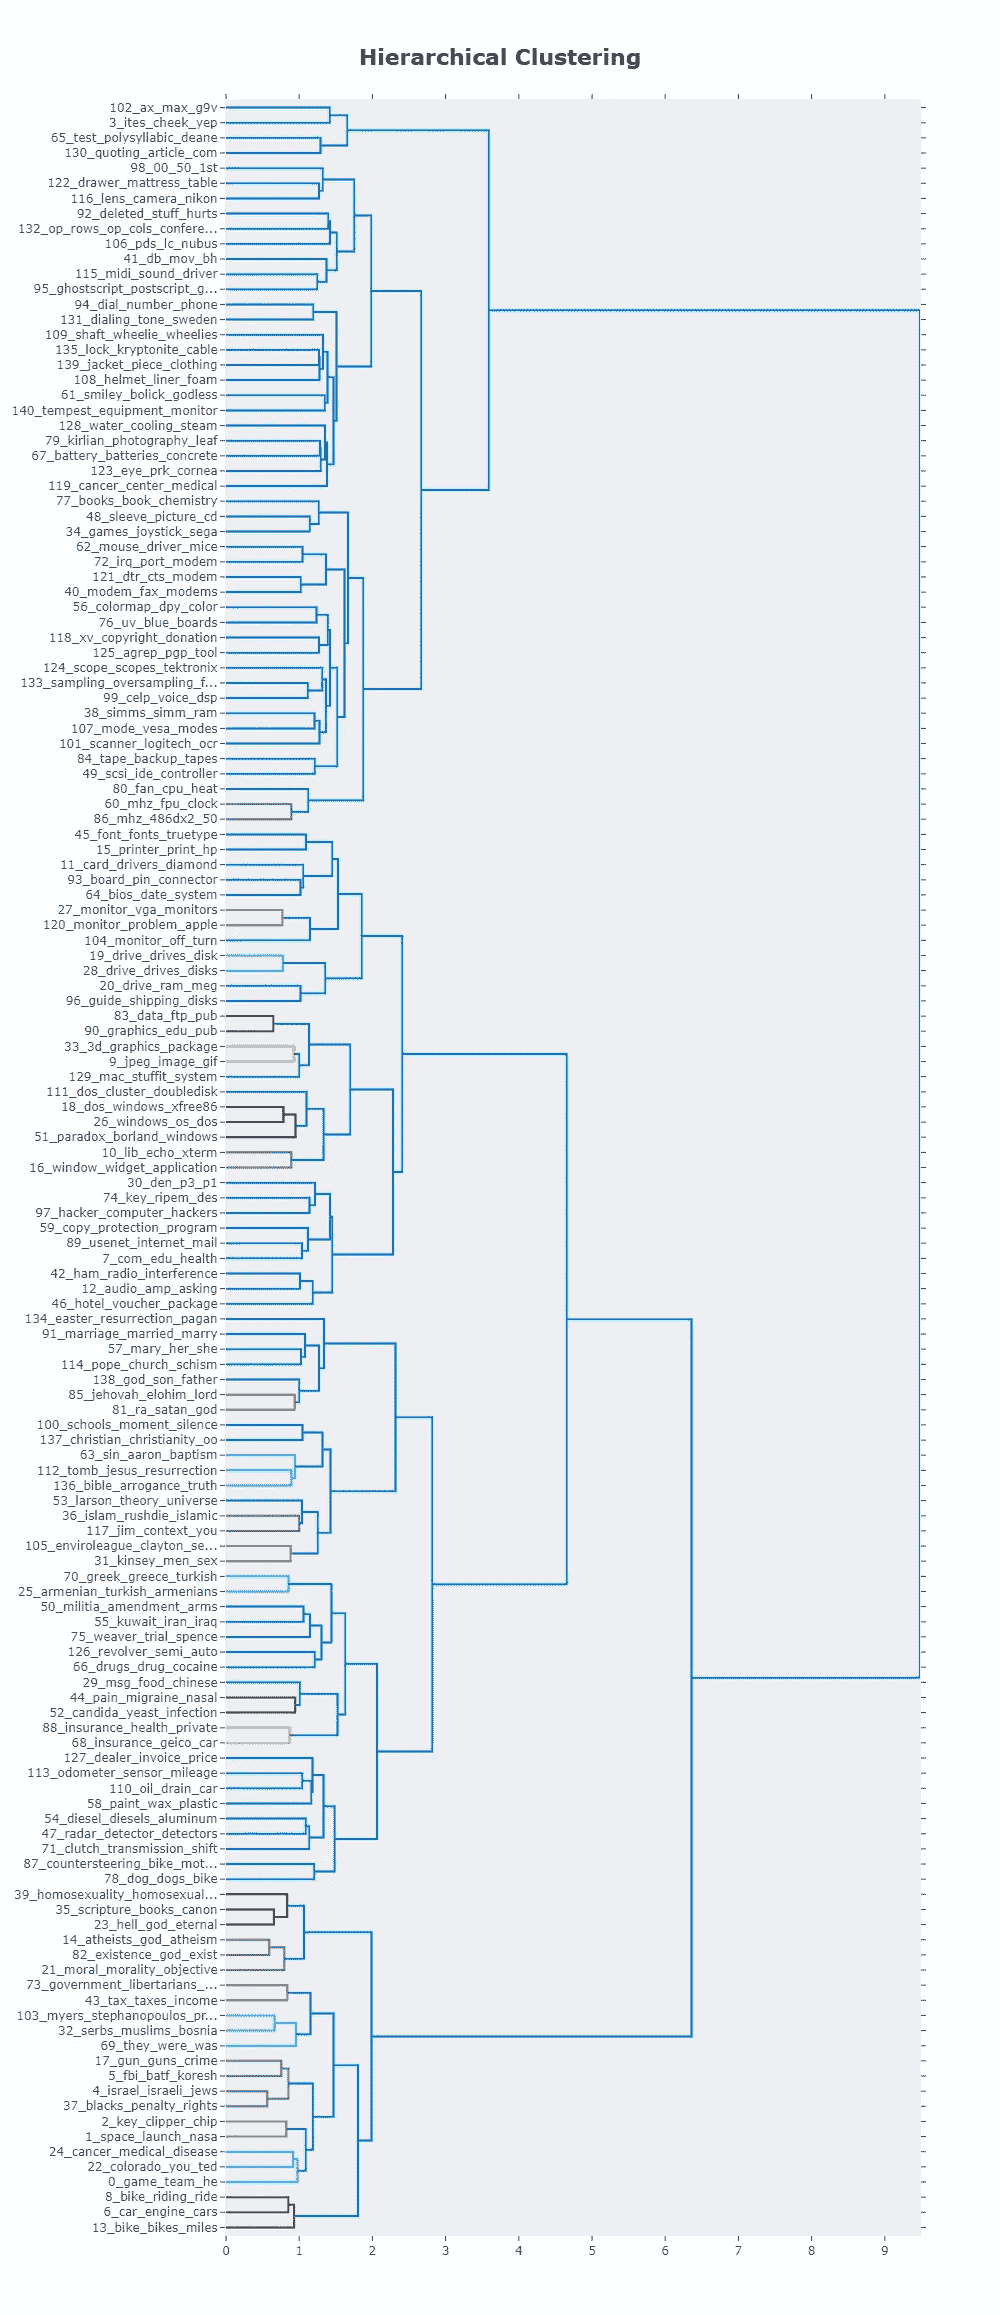 Hierarchical Clustering
102_ax_max_g9v
3_ites_cheek_yep
65_test_polysyllabic_deane
130_quoting_article_com
98_00_50_1st
122_drawer_mattress_table
116_lens_camera_nikon
92_deleted_stuff_hurts
132_op_rows_op_cols_confere...
106_pds_lc_nubus
41_db_mov_bh
115_midi_sound_driver
95_ghostscript_postscript_g...
94_dial_number_phone
131_dialing_tone_sweden
109_shaft_wheelie_wheelies
135_lock_kryptonite_cable
139_jacket_piece_clothing
108_helmet_liner_foam
61_smiley_bolick_godless
140_tempest_equipment_monitor
128_water_cooling_steam
79_kirlian_photography_leaf
67_battery_batteries_concrete
123_eye_prk_cornea
119_cancer_center_medical
77_books_book_chemistry
48_sleeve_picture_cd
34_games_joystick_sega
62_mouse_driver_mice
72_irq_port_modem
121_dtr_cts_modem
40_modem_fax_modems
56_colormap_dpy_color
76_uv_blue_boards
118_xv_copyright_donation
125_agrep_pgp_tool
124_scope_scopes_tektronix
133_sampling_oversampling_f...
99_celp_voice_dsp
38_simms_simm_ram
107_mode_vesa_modes
101_scanner_logitech_ocr
84_tape_backup_tapes
49_scsi_ide_controller
80_fan_cpu_heat
60_mhz_fpu_clock
86_mhz_486dx2_50
45_font_fonts_truetype
15_printer_print_hp
11_card_drivers_diamond
93_board_pin_connector
64_bios_date_system
27_monitor_vga_monitors
120_monitor_problem_apple
104_monitor_off_turn
19_drive_drives_disk
28_drive_drives_disks
20_drive_ram_meg
96_guide_shipping_disks
83_data_ftp_pub
90_graphics_edu_pub
33_3d_graphics_package
9_jpeg_image_gif
129_mac_stuffit_system
111_dos_cluster_doubledisk
18_dos_windows_xfree86
26_windows_os_dos
51_paradox_borland_windows
10_lib_echo_xterm
16_window_widget_application
30_den_p3_p1
74_key_ripem_des
97_hacker_computer_hackers
59_copy_protection_program
89_usenet_internet_mail
7_com_edu_health
42_ham_radio_interference
12_audio_amp_asking
46_hotel_voucher_package
134_easter_resurrection_pagan
91_marriage_married_marry
57_mary_her_she
114_pope_church_schism
138_god_son_father
85_jehovah_elohim_lord
81_ra_satan_god
100_schools_moment_silence
137_christian_christianity_oo
63_sin_aaron_baptism
112_tomb_jesus_resurrection
136_bible_arrogance_truth
53_larson_theory_universe
36_islam_rushdie_islamic
117_jim_context_you
105_enviroleague_clayton_se...
31_kinsey_men_sex
70_greek_greece_turkish
25_armenian_turkish_armenians
50_militia_amendment_arms
55_kuwait_iran_iraq
75_weaver_trial_spence
126_revolver_semi_auto
66_drugs_drug_cocaine
29_msg_food_chinese
44_pain_migraine_nasal
52_candida_yeast_infection
88_insurance_health_private
68_insurance_geico_car
127_dealer_invoice_price
113_odometer_sensor_mileage
110_oil_drain_car
58_paint_wax_plastic
54_diesel_diesels_aluminum
47_radar_detector_detectors
71_clutch_transmission_shift
87_countersteering_bike_mot...
78_dog_dogs_bike
39_homosexuality_homosexual...
35_scripture_books_canon
23_hell_god_eternal
14_atheists_god_atheism
82_existence_god_exist
21_moral_morality_objective
73_government_libertarians_...
43_tax_taxes_income
103_myers_stephanopoulos_pr...
32_serbs_muslims_bosnia
69_they_were_was
17_gun_guns_crime
5_fbi_batf_koresh
4_israel_israeli_jews
37_blacks_penalty_rights
2_key_clipper_chip
1_space_launch_nasa
24_cancer_medical_disease
22_colorado_you_ted
0_game_team_he
8_bike_riding_ride
6_car_engine_cars
13_bike_bikes_miles
0 1 2 3 4 5 6 7 8 9